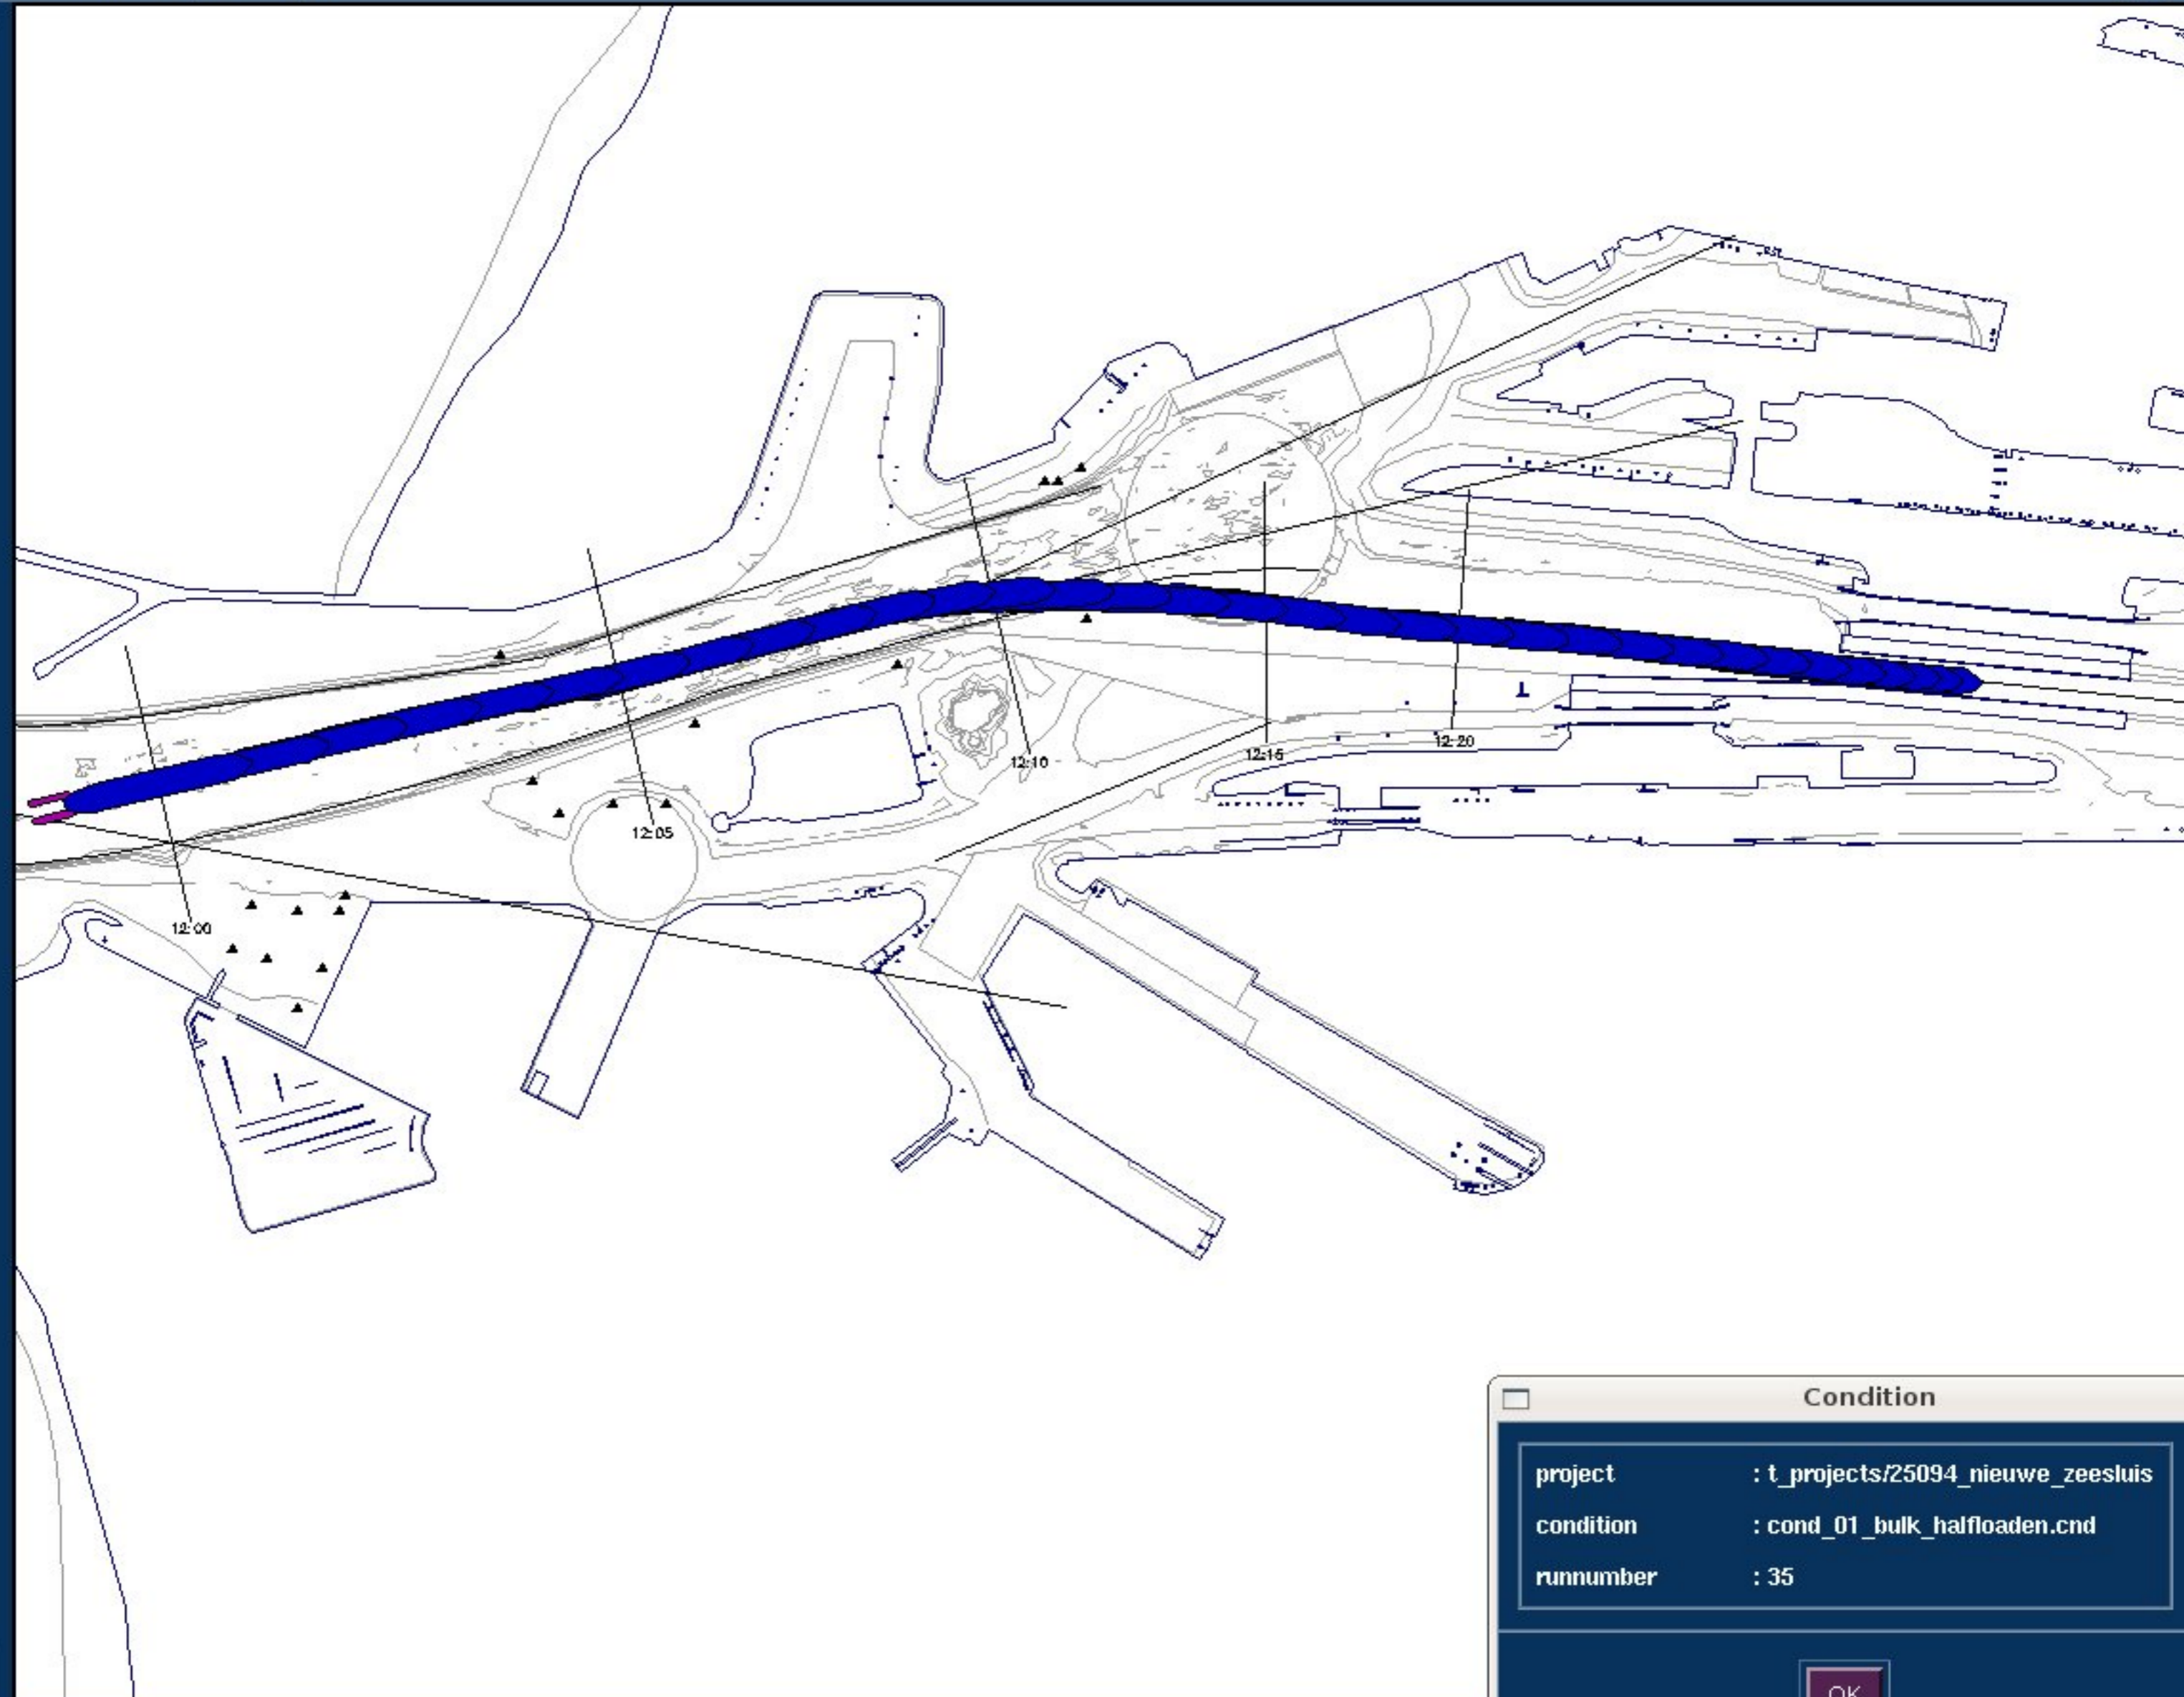 12:10
12:15
12:20
12:05
12:00
Condition
project : t_projects/25094_nieuwe_zeesluis
condition : cond_01_bulk_halfloaden.cnd
runnumber : 35
OK